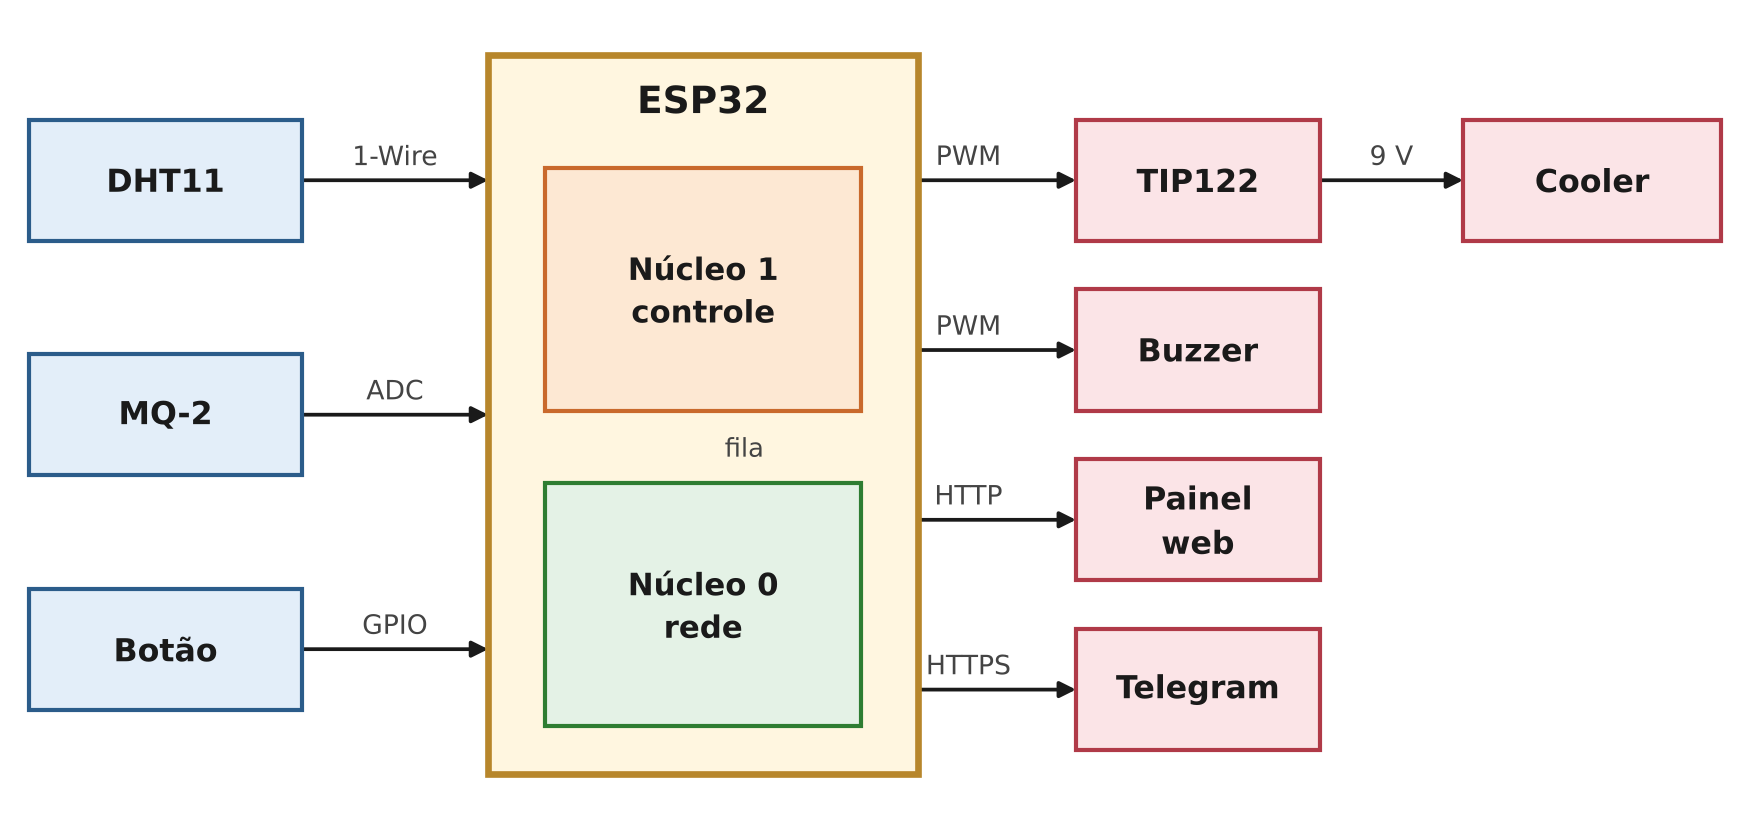 ESP32
DHT11
1-Wire
MQ-2
ADC
Botão
GPIO
Núcleo 1
controle
fila
Núcleo 0
rede
PWM
TIP122
9 V
Cooler
PWM
Buzzer
HTTP
Painel
web
HTTPS
Telegram